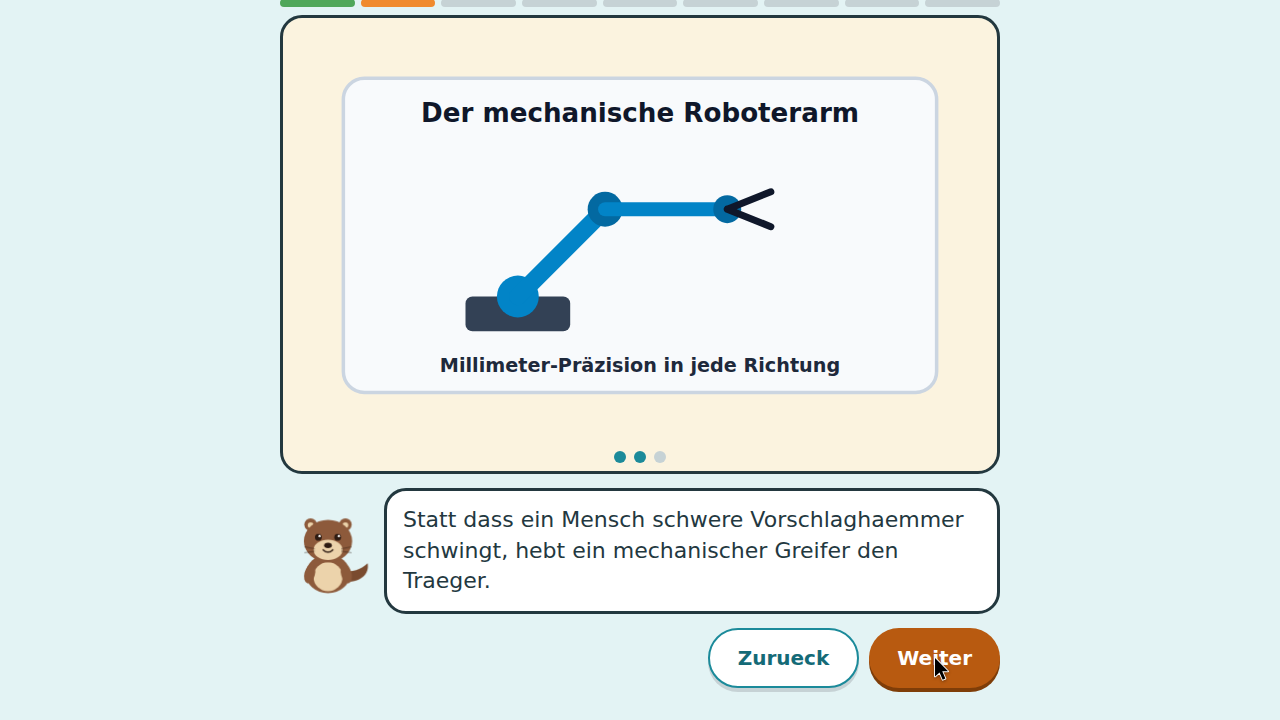 Der mechanische Roboterarm
Millimeter-Präzision in jede Richtung
Statt dass ein Mensch schwere Vorschlaghaemmer
schwingt, hebt ein mechanischer Greifer den
Traeger.
Zurueck
Weiter